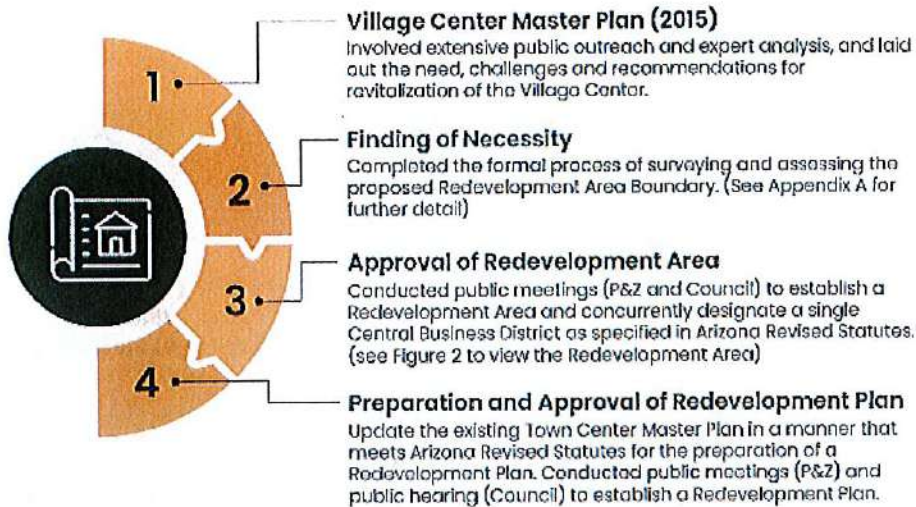 1
Village Center Master Plan (2015)
Involved extensive public outreach and expert analysis, and laid
out the need, challenges and recommendations for
revitalization of the Village Center.
2
Finding of Necessity
Completed the formal process of surveying and assessing the
proposed Redevelopment Area Boundary. (See Appendix A for
further detail)
3
Approval of Redevelopment Area
Conducted public meetings (P&Z and Council) to establish a
Redevelopment Area and concurrently designate a single
Central Business District as specified in Arizona Revised Statutes.
(see Figure 2 to view the Redevelopment Area)
4
Preparation and Approval of Redevelopment Plan
Update the existing Town Center Master Plan in a manner that
meets Arizona Revised Statutes for the preparation of a
Redevelopment Plan. Conducted public meetings (P&Z) and
public hearing (Council) to establish a Redevelopment Plan.